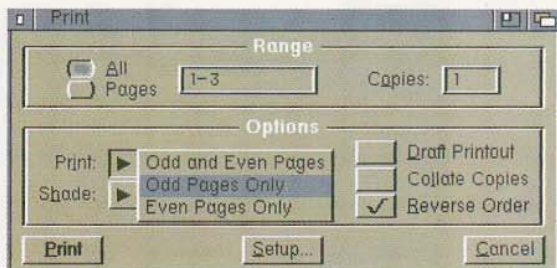 Print
Range
All
Pages
1-3
Copies: 1
Options
Print: Odd and Even Pages
Odd Pages Only
Even Pages Only
Shade:
Draft Printout
Collate Copies
Reverse Order
Print Setup... Cancel